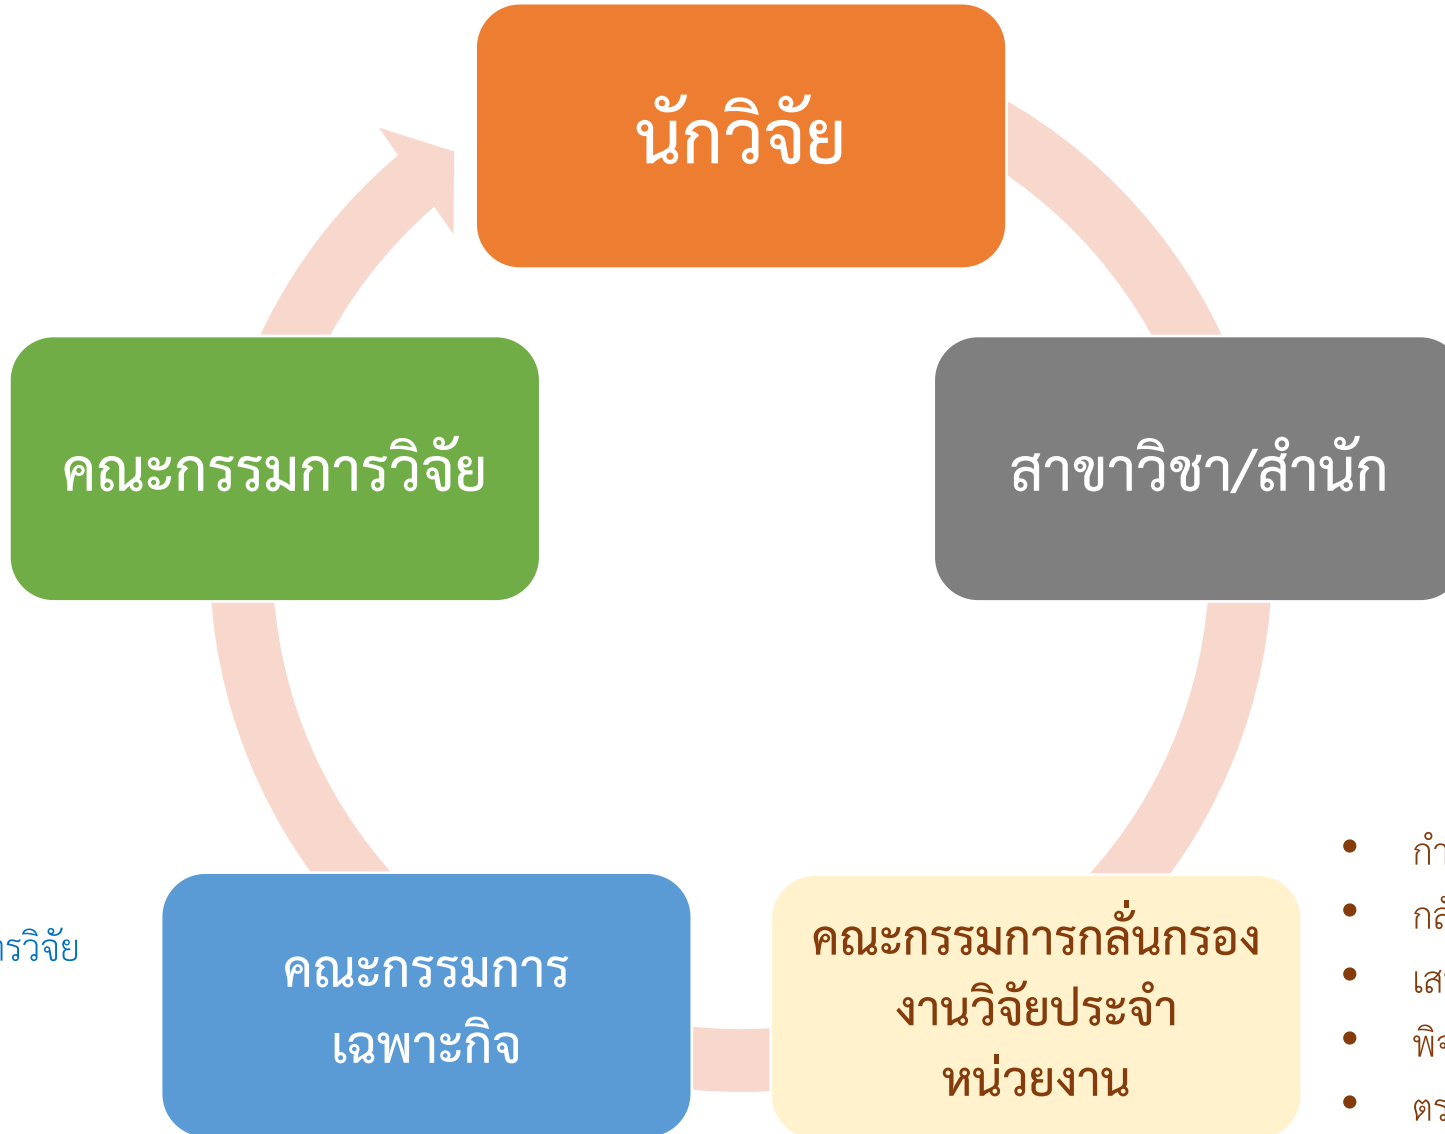 นักวิจัย
คณะกรรมการวิจัย
สาขาวิชา/สำนัก
คณะกรรมการ
เฉพาะกิจ
คณะกรรมการกลั่นกรอง
งานวิจัยประจำ
หน่วยงาน